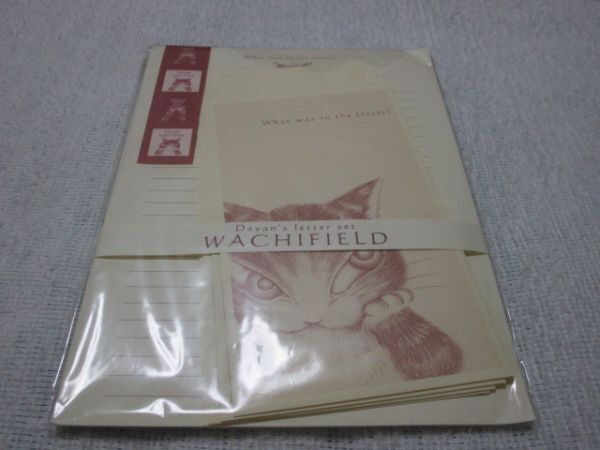 What was in the letter?
What was in the letter?
Dayan's letter set
WACHIFIELD